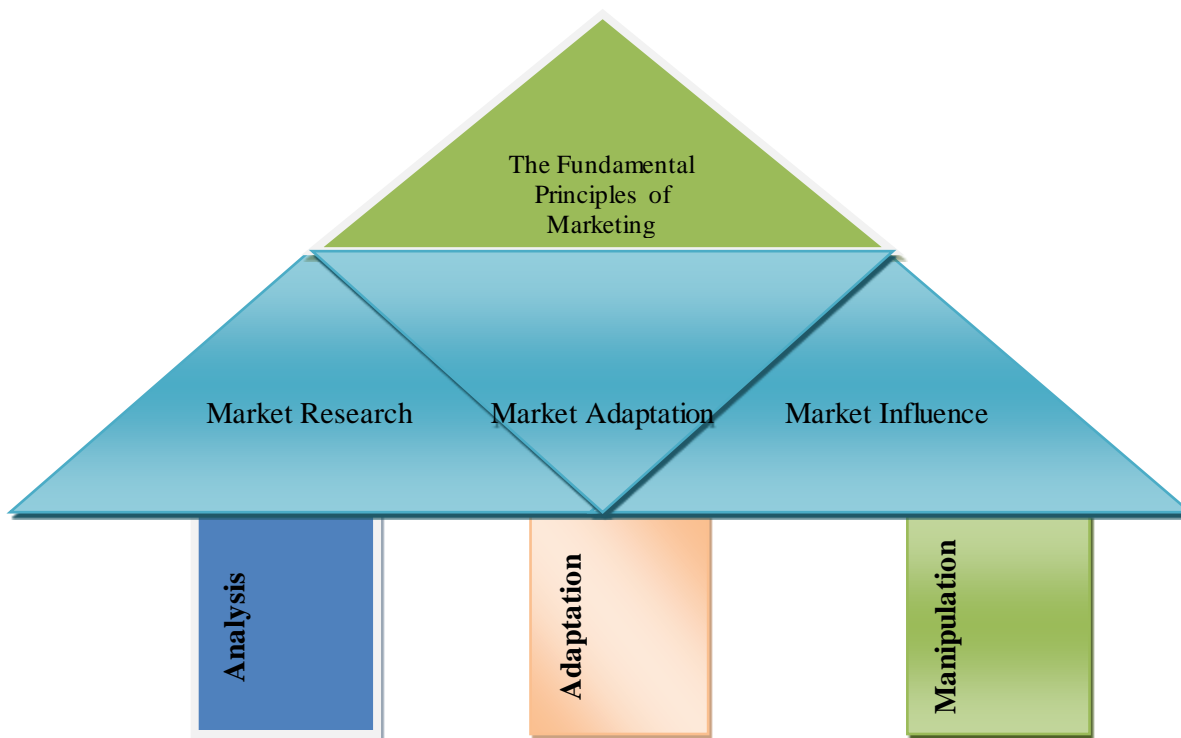 The Fundamental
Principles of
Marketing
Market Research
Market Adaptation
Market Influence
Analysis
Adaptation
Manipulation